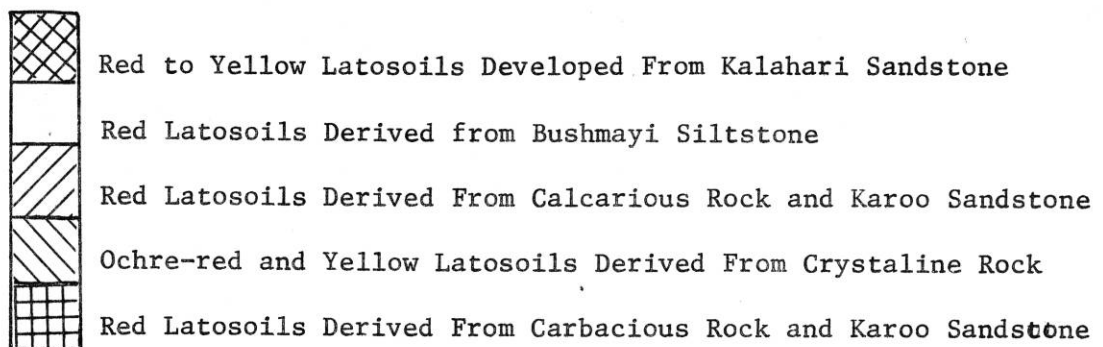 Red to Yellow Latosoils Developed From Kalahari Sandstone
Red Latosoils Derived from Bushmayi Siltstone
Red Latosoils Derived From Calcarious Rock and Karoo Sandstone
Ochre-red and Yellow Latosoils Derived From Crystaline Rock
Red Latosoils Derived From Carbacious Rock and Karoo Sandstone